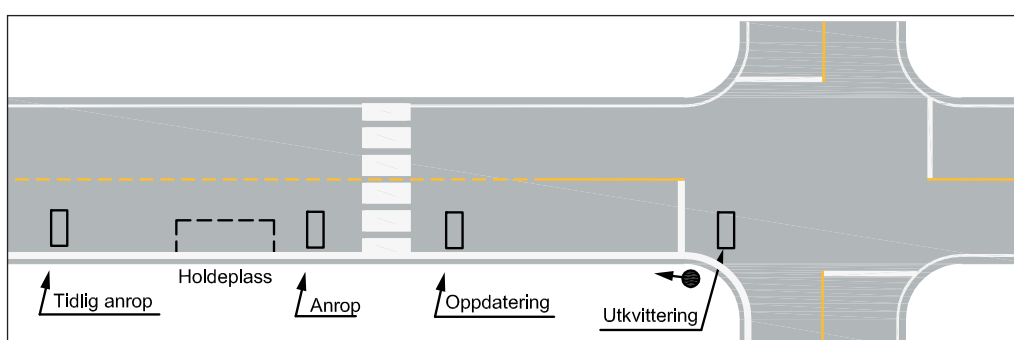 Holdeplass
Tidlig anrop
Anrop
Oppdatering
Utkvittering